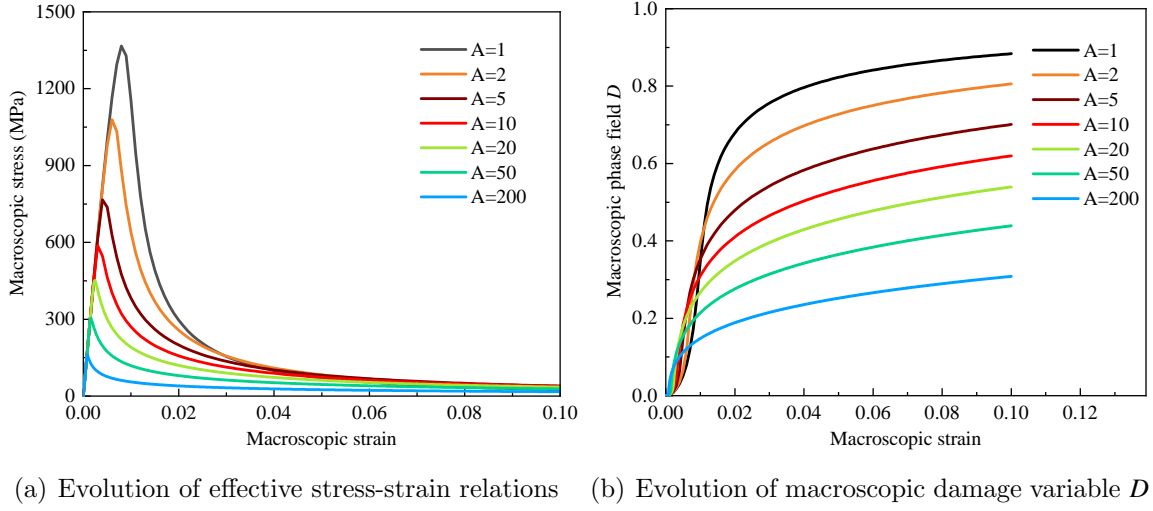 1500
1200
900
600
300
0
0.00
0.02
0.04
0.06
0.08
0.10
Macroscopic stress (MPa)
Macroscopic strain
A=1
A=2
A=5
A=10
A=20
A=50
A=200
1.0
0.8
0.6
0.4
0.2
0.0
0.00
0.02
0.04
0.06
0.08
0.10
0.12
Macroscopic phase field D
Macroscopic strain
A=1
A=2
A=5
A=10
A=20
A=50
A=200
(a) Evolution of effective stress-strain relations
(b) Evolution of macroscopic damage variable D